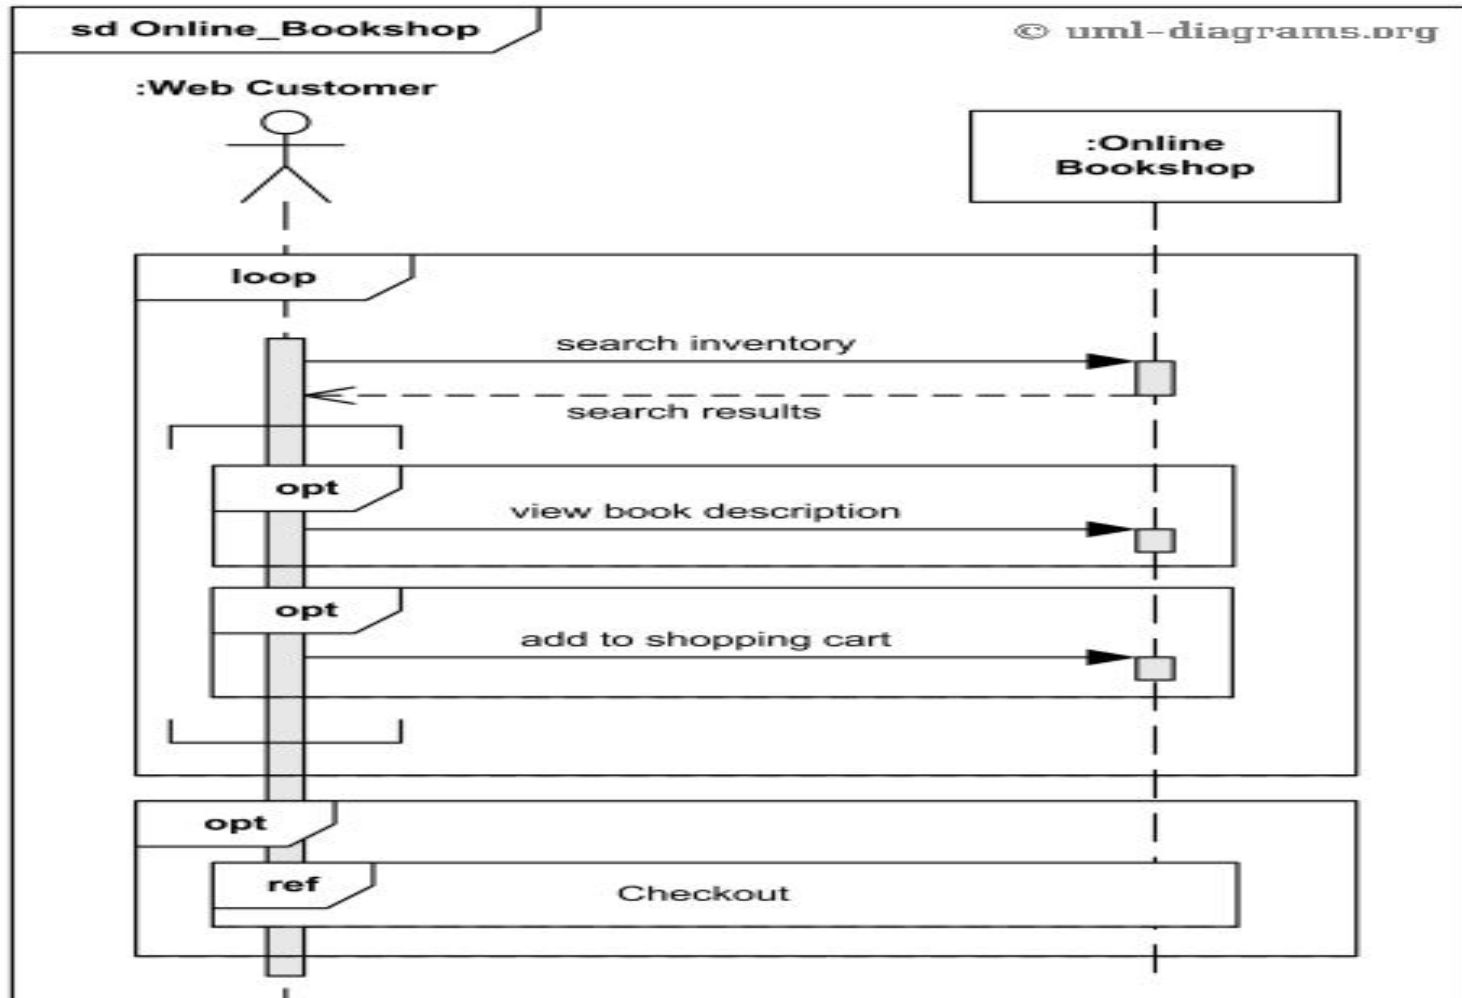 sd Online_Bookshop
© uml-diagrams.org
:Web Customer
:Online
Bookshop
loop
search inventory
search results
opt
view book description
opt
add to shopping cart
opt
ref
Checkout